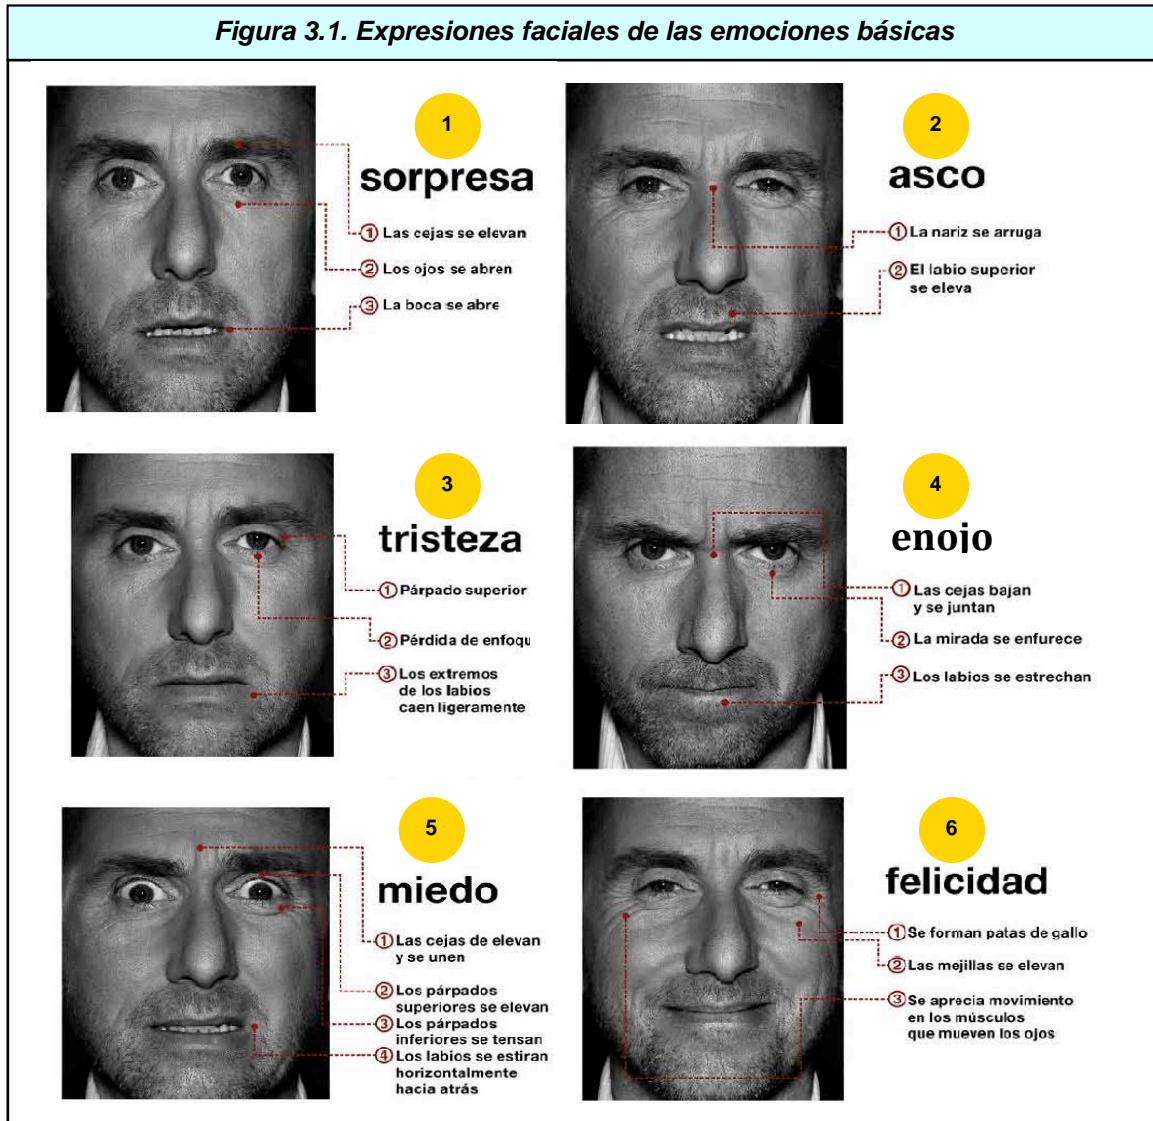 Figura 3.1. Expresiones faciales de las emociones básicas
1
sorpresa
1 Las cejas se elevan
2 Los ojos se abren
3 La boca se abre
2
asco
1 La nariz se arruga
2 El labio superior
se eleva
3
tristeza
1 Párpado superior
2 Pérdida de enfoqu
3 Los extremos
de los labios
caen ligeramente
4
enojo
1 Las cejas bajan
y se juntan
2 La mirada se enfurece
3 Los labios se estrechan
5
miedo
1 Las cejas de elevan
y se unen
2 Los párpados
superiores se elevan
3 Los párpados
inferiores se tensan
4 Los labios se estiran
horizontalmente
hacia atrás
6
felicidad
1 Se forman patas de gallo
2 Las mejillas se elevan
3 Se aprecia movimiento
en los músculos
que mueven los ojos